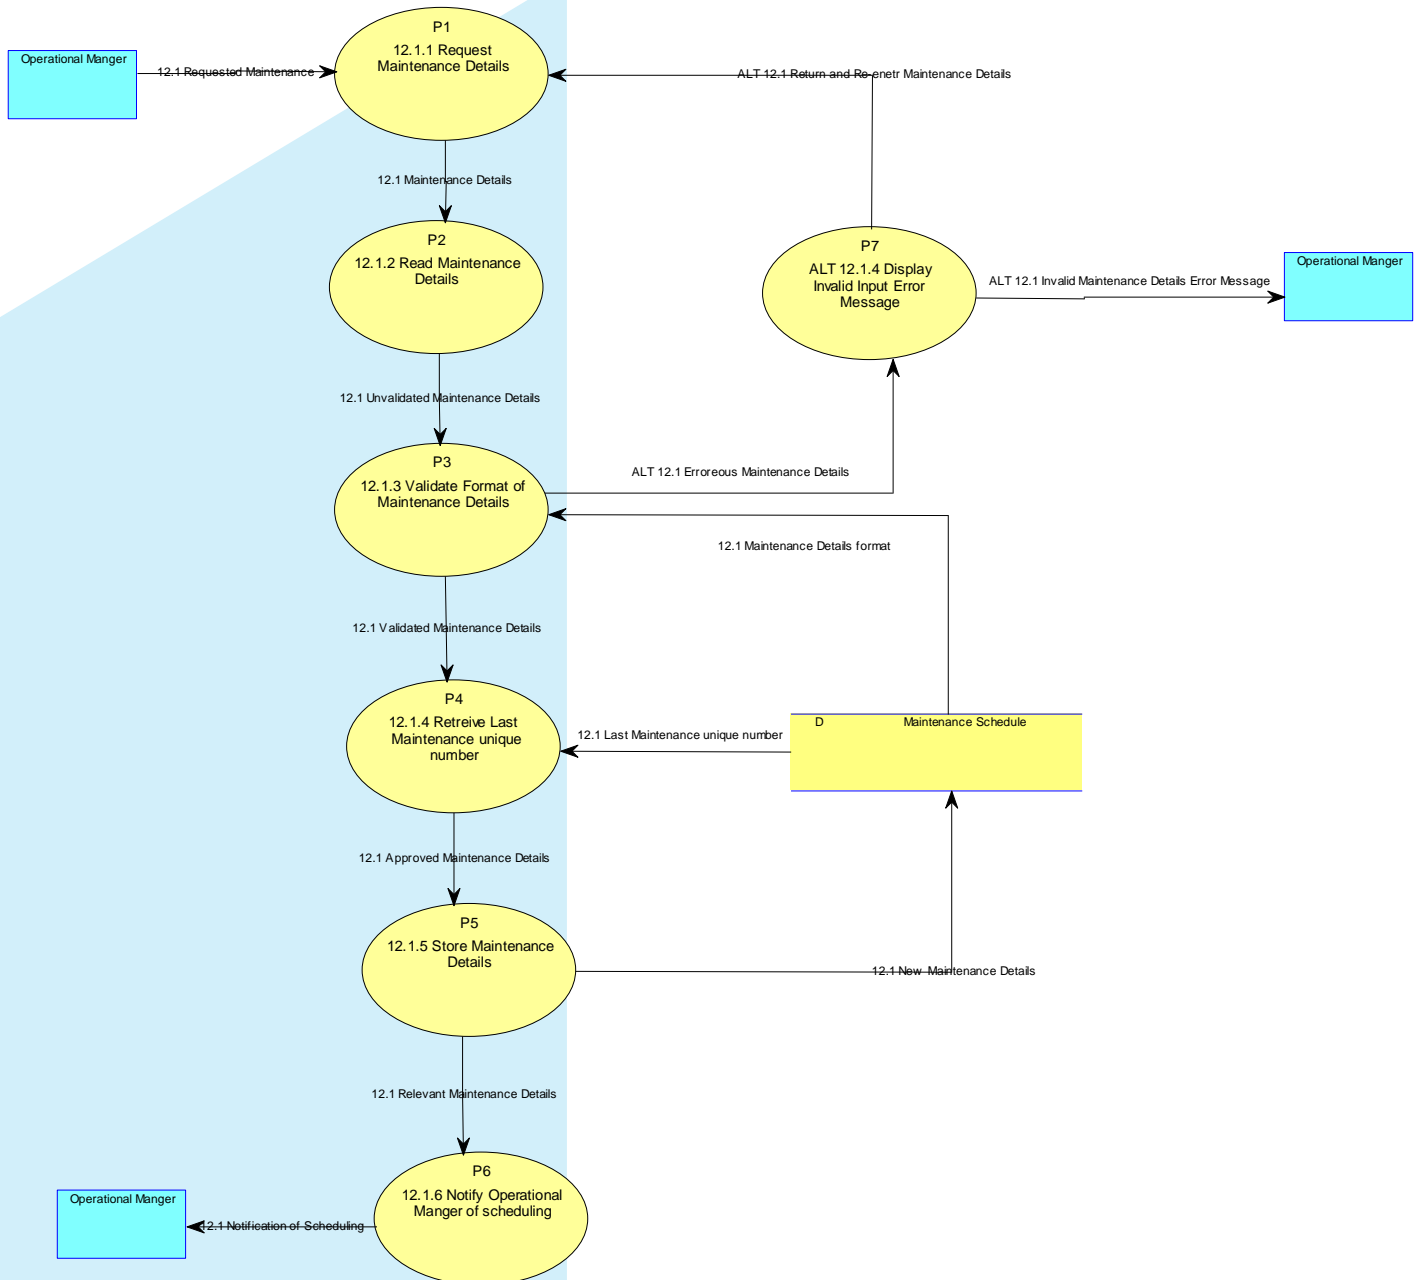 P1
12.1.1 Request
Maintenance Details
Operational Manger
12.1 Requested Maintenance
ALT 12.1 Return and Re-enetr Maintenance Details
12.1 Maintenance Details
P2
12.1.2 Read Maintenance
Details
P7
ALT 12.1.4 Display
Invalid Input Error
Message
ALT 12.1 Invalid Maintenance Details Error Message
Operational Manger
12.1 Unvalidated Maintenance Details
P3
12.1.3 Validate Format of
Maintenance Details
ALT 12.1 Erroreous Maintenance Details
12.1 Maintenance Details format
12.1 Validated Maintenance Details
P4
12.1.4 Retreive Last
Maintenance unique
number
12.1 Last Maintenance unique number
D Maintenance Schedule
12.1 Approved Maintenance Details
P5
12.1.5 Store Maintenance
Details
12.1 New Maintenance Details
12.1 Relevant Maintenance Details
P6
12.1.6 Notify Operational
Manger of scheduling
Operational Manger
12.1 Notification of Scheduling